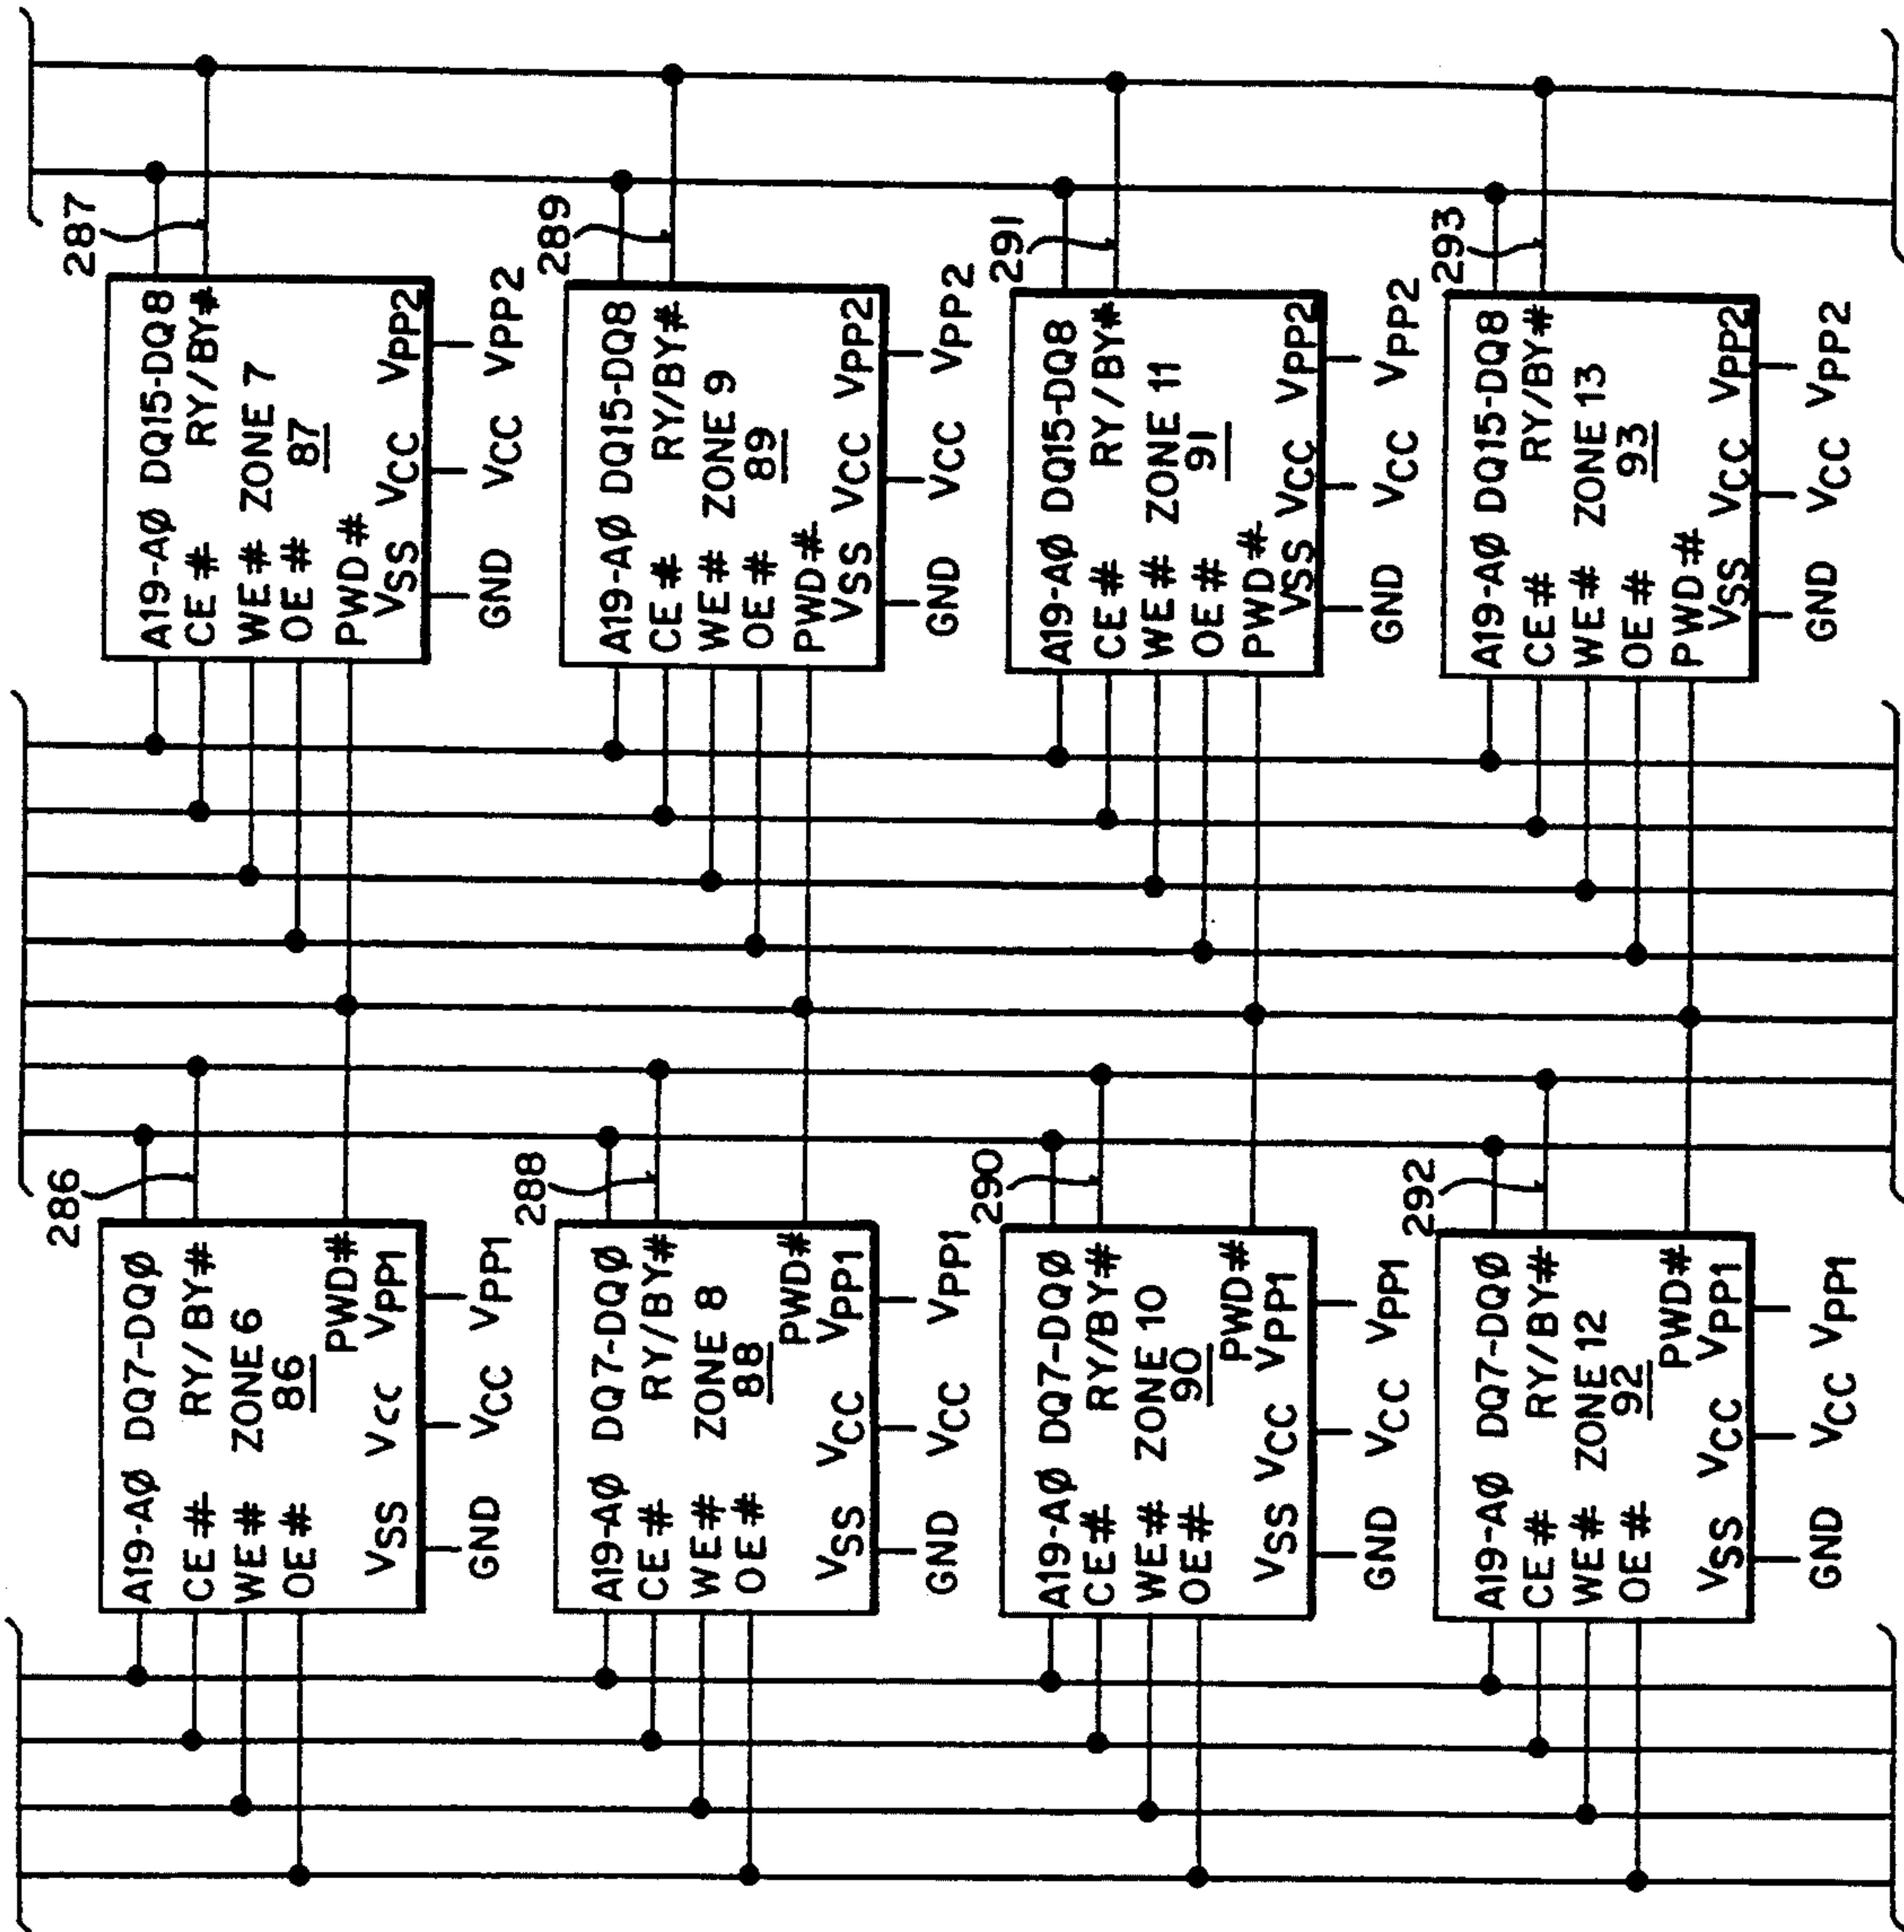 286
A19-AØ DQ7-DQØ
CE# RY/BY#
WE# ZONE 6
OE# 86
PWD#
VSS VCC VPP1
GND VCC VPP1
287
A19-AØ DQ15-DQ8
CE# RY/BY#
WE# ZONE 7
OE# 87
PWD#
VSS VCC VPP2
GND VCC VPP2
288
A19-AØ DQ7-DQØ
CE# RY/BY#
WE# ZONE 8
OE# 88
PWD#
VSS VCC VPP1
GND VCC VPP1
289
A19-AØ DQ15-DQ8
CE# RY/BY#
WE# ZONE 9
OE# 89
PWD#
VSS VCC VPP2
GND VCC VPP2
290
A19-AØ DQ7-DQØ
CE# RY/BY#
WE# ZONE 10
OE# 90
PWD#
VSS VCC VPP1
GND VCC VPP1
291
A19-AØ DQ15-DQ8
CE# RY/BY#
WE# ZONE 11
OE# 91
PWD#
VSS VCC VPP2
GND VCC VPP2
292
A19-AØ DQ7-DQØ
CE# RY/BY#
WE# ZONE 12
OE# 92
PWD#
VSS VCC VPP1
GND VCC VPP1
293
A19-AØ DQ15-DQ8
CE# RY/BY#
WE# ZONE 13
OE# 93
PWD#
VSS VCC VPP2
GND VCC VPP2